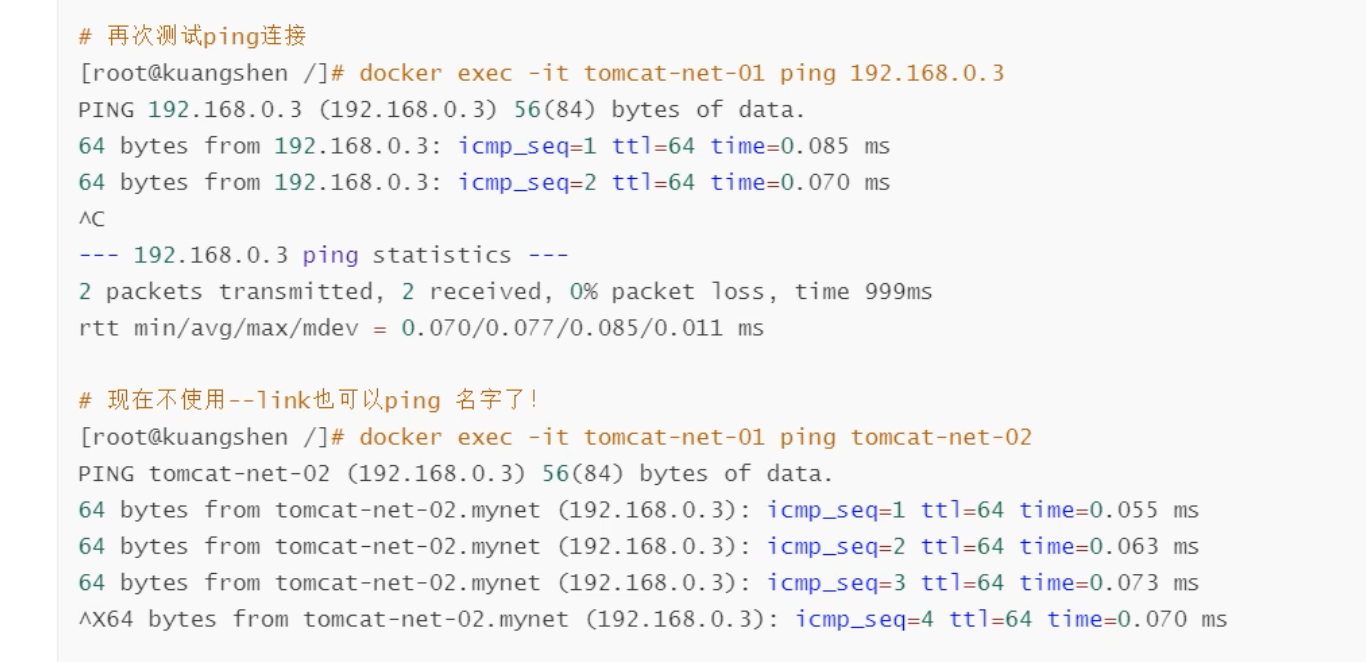 # 再次测试ping连接
[root@kuangshen /]# docker exec -it tomcat-net-01 ping 192.168.0.3
PING 192.168.0.3 (192.168.0.3) 56(84) bytes of data.
64 bytes from 192.168.0.3: icmp_seq=1 ttl=64 time=0.085 ms
64 bytes from 192.168.0.3: icmp_seq=2 ttl=64 time=0.070 ms
^C
--- 192.168.0.3 ping statistics ---
2 packets transmitted, 2 received, 0% packet loss, time 999ms
rtt min/avg/max/mdev = 0.070/0.077/0.085/0.011 ms
# 现在不使用--link也可以ping 名字了!
[root@kuangshen /]# docker exec -it tomcat-net-01 ping tomcat-net-02
PING tomcat-net-02 (192.168.0.3) 56(84) bytes of data.
64 bytes from tomcat-net-02.mynet (192.168.0.3): icmp_seq=1 ttl=64 time=0.055 ms
64 bytes from tomcat-net-02.mynet (192.168.0.3): icmp_seq=2 ttl=64 time=0.063 ms
64 bytes from tomcat-net-02.mynet (192.168.0.3): icmp_seq=3 ttl=64 time=0.073 ms
^X64 bytes from tomcat-net-02.mynet (192.168.0.3): icmp_seq=4 ttl=64 time=0.070 ms